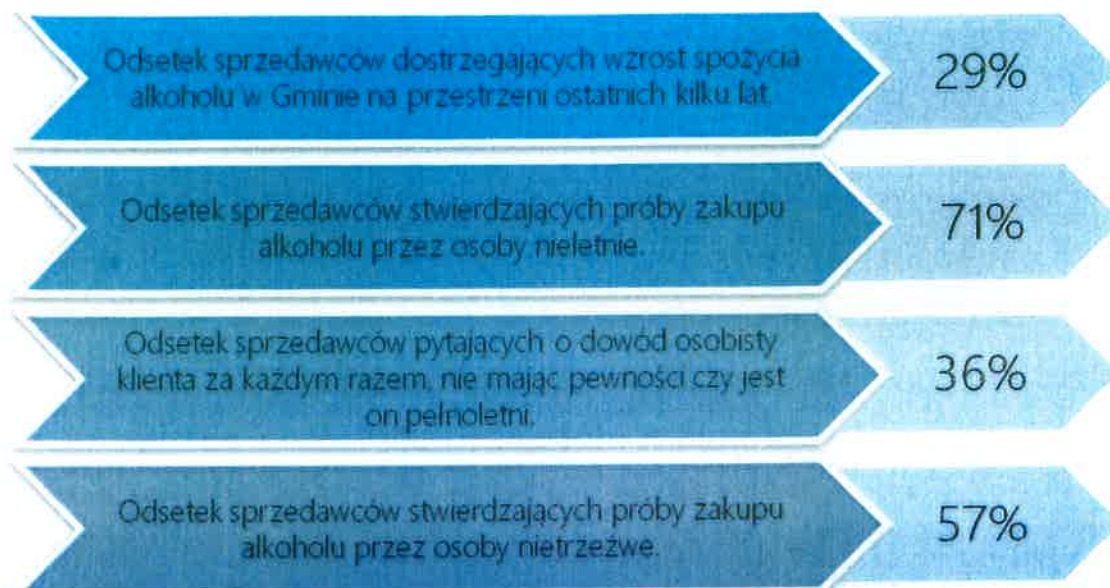 Odsetek sprzedawców dostrzegających wzrost spożycia
alkoholu w Gminie na przestrzeni ostatnich kilku lat.
29%
Odsetek sprzedawców stwierdzających próby zakupu
alkoholu przez osoby nieletnie.
71%
Odsetek sprzedawców pytających o dowód osobisty
klienta za każdym razem, nie mając pewności czy jest
on pełnoletni.
36%
Odsetek sprzedawców stwierdzających próby zakupu
alkoholu przez osoby nietrzeźwe.
57%